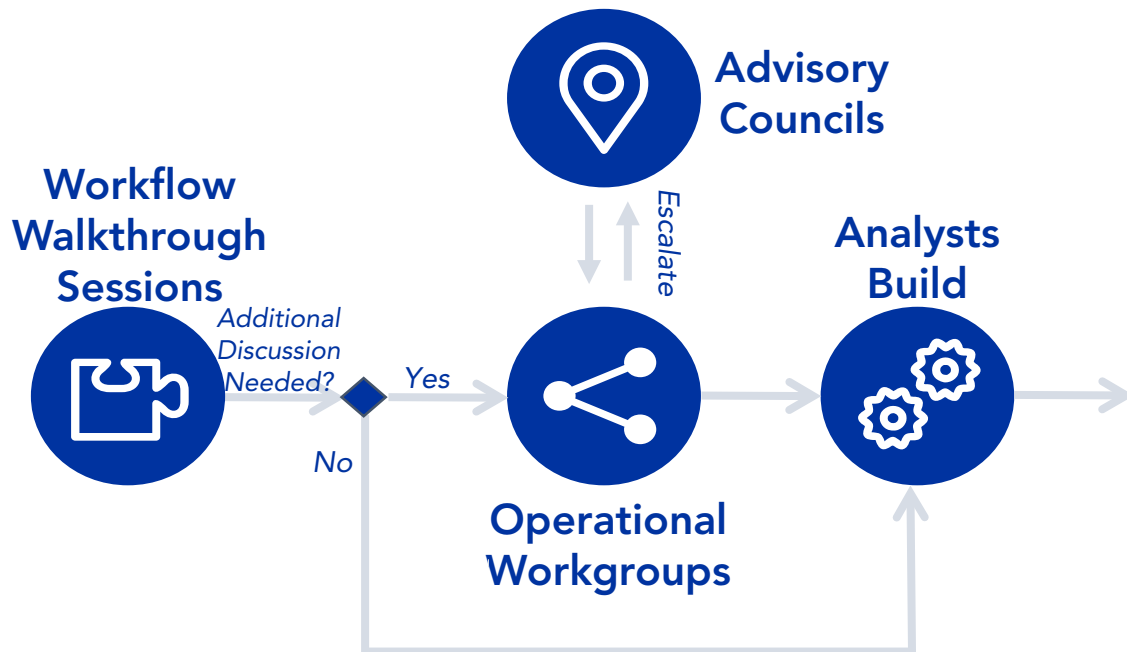 Advisory
Councils
Workflow
Walkthrough
Sessions
Escalate
Analysts
Build
Additional
Discussion
Needed?
Yes
No
Operational
Workgroups